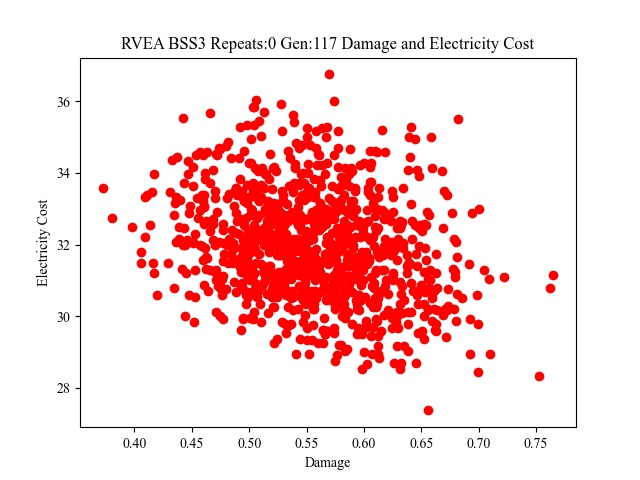 RVEA BSS3 Repeats:0 Gen:117 Damage and Electricity Cost
36
34
32
30
28
Electricity Cost
0.40 0.45 0.50 0.55 0.60 0.65 0.70 0.75
Damage